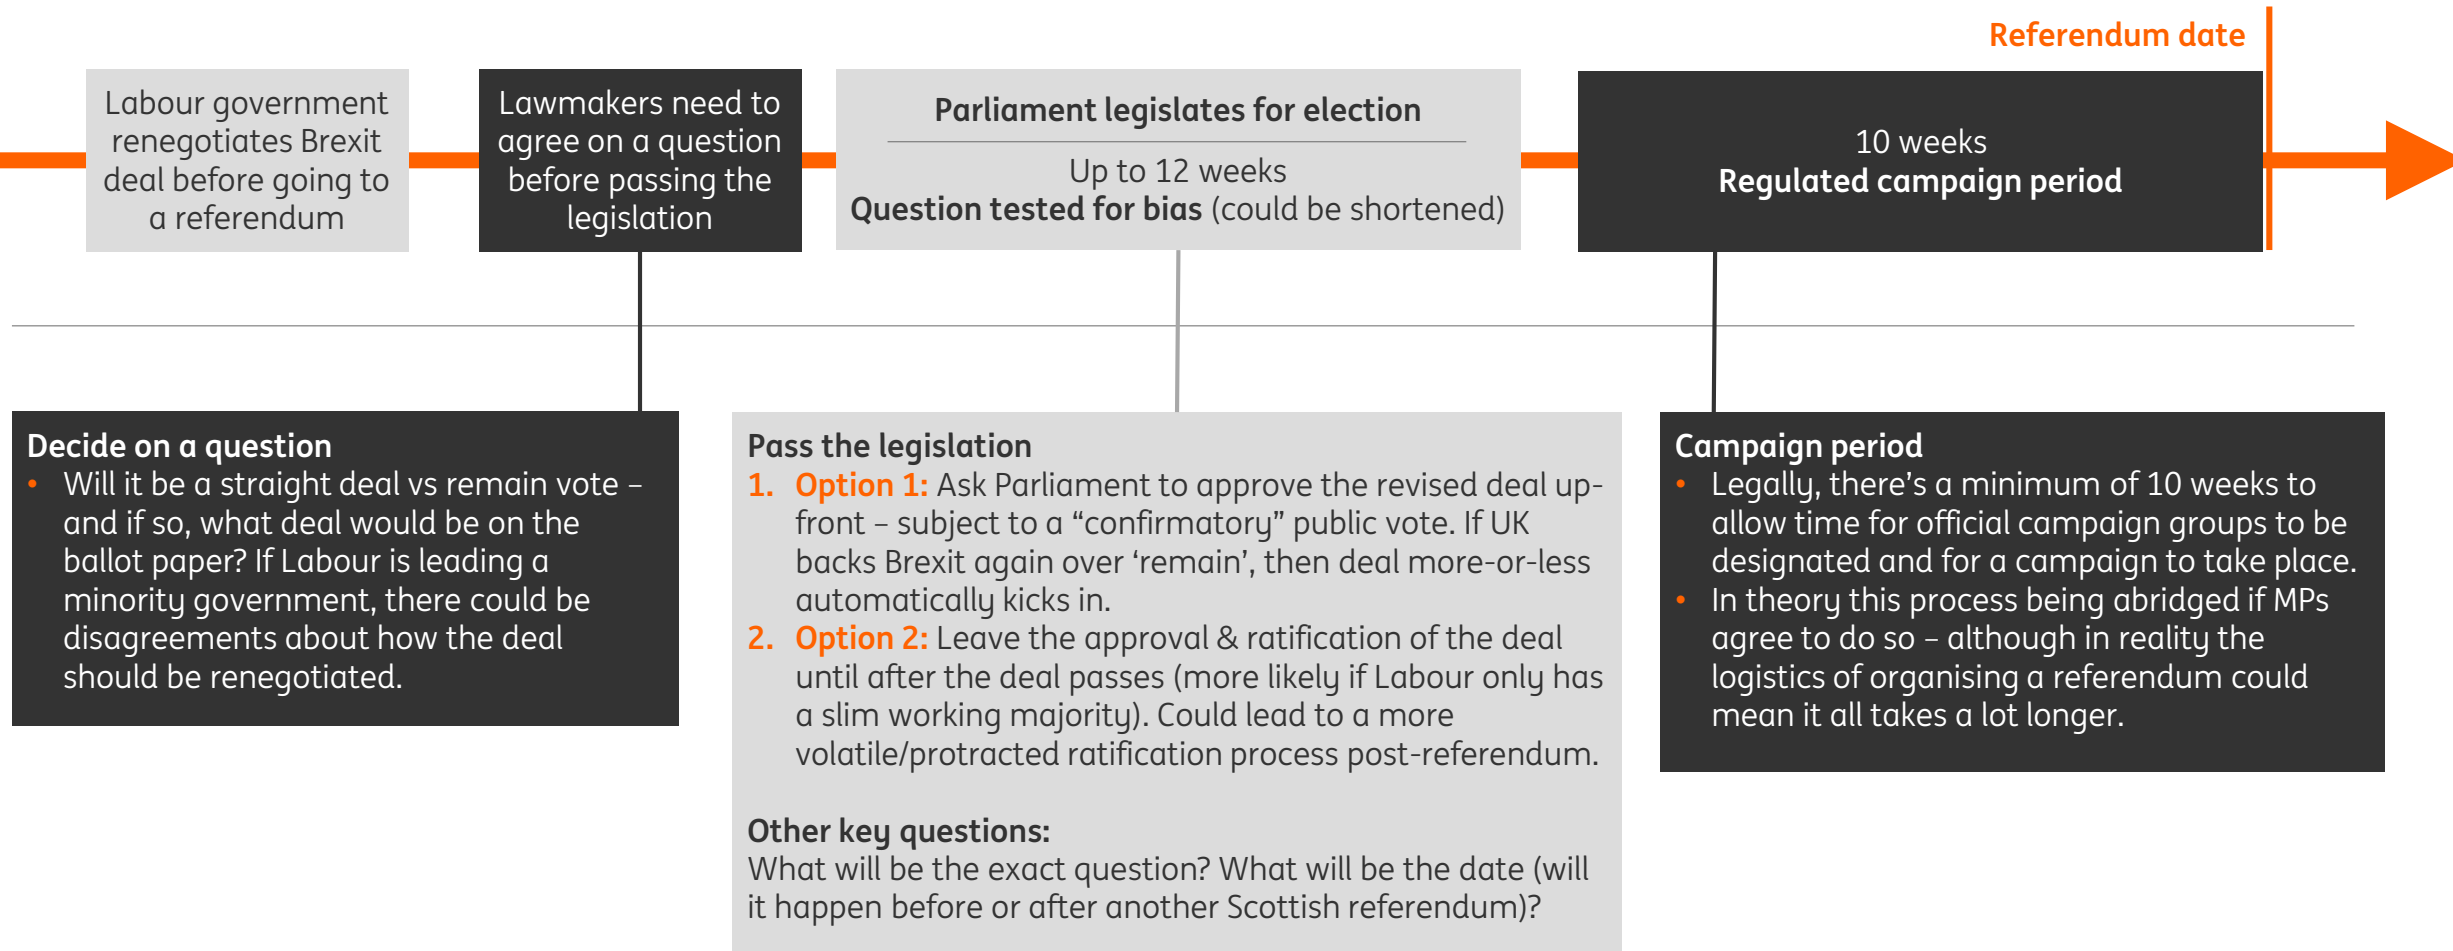 Referendum date
Labour government
renegotiates Brexit
deal before going to
a referendum
Lawmakers need to
agree on a question
before passing the
legislation
Parliament legislates for election
Up to 12 weeks
Question tested for bias (could be shortened)
10 weeks
Regulated campaign period
Decide on a question
• Will it be a straight deal vs remain vote –
and if so, what deal would be on the
ballot paper? If Labour is leading a
minority government, there could be
disagreements about how the deal
should be renegotiated.
Pass the legislation
1. Option 1: Ask Parliament to approve the revised deal up-
front – subject to a “confirmatory” public vote. If UK
backs Brexit again over ‘remain’, then deal more-or-less
automatically kicks in.
2. Option 2: Leave the approval & ratification of the deal
until after the deal passes (more likely if Labour only has
a slim working majority). Could lead to a more
volatile/protracted ratification process post-referendum.
Other key questions:
What will be the exact question? What will be the date (will
it happen before or after another Scottish referendum)?
Campaign period
• Legally, there’s a minimum of 10 weeks to
allow time for official campaign groups to be
designated and for a campaign to take place.
• In theory this process being abridged if MPs
agree to do so – although in reality the
logistics of organising a referendum could
mean it all takes a lot longer.